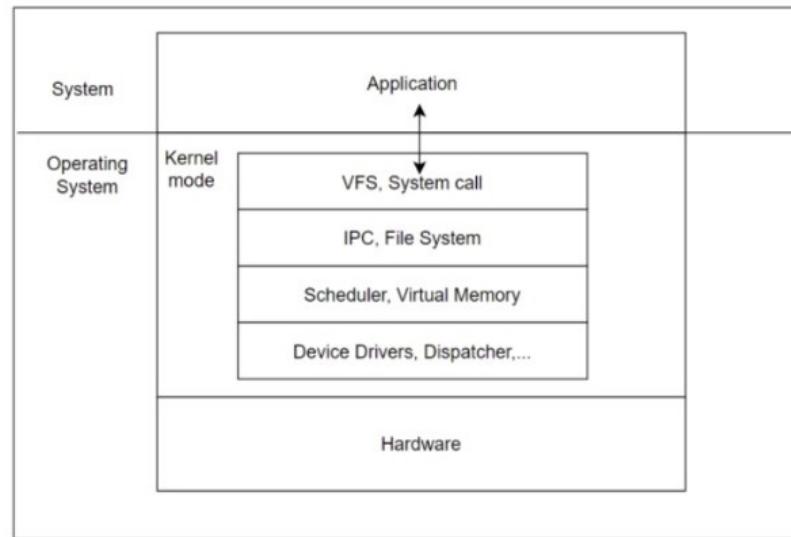 System
Application
Operating
System
Kernel
mode
VFS, System call
IPC, File System
Scheduler, Virtual Memory
Device Drivers, Dispatcher,...
Hardware